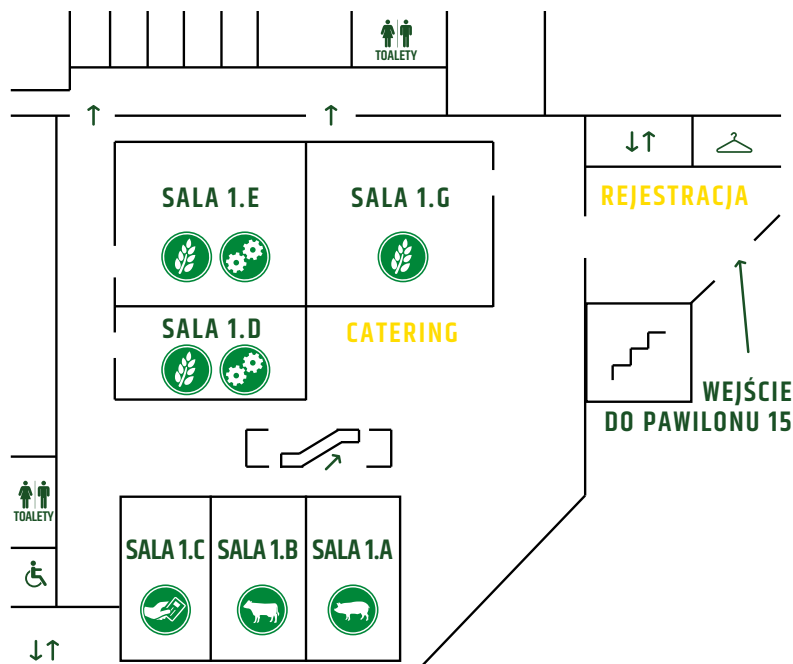 TOALETY
SALA 1.E
SALA 1.G
REJESTRACJA
SALA 1.D
CATERING
WEJŚCIE
DO PAWILONU 15
TOALETY
SALA 1.C
SALA 1.B
SALA 1.A